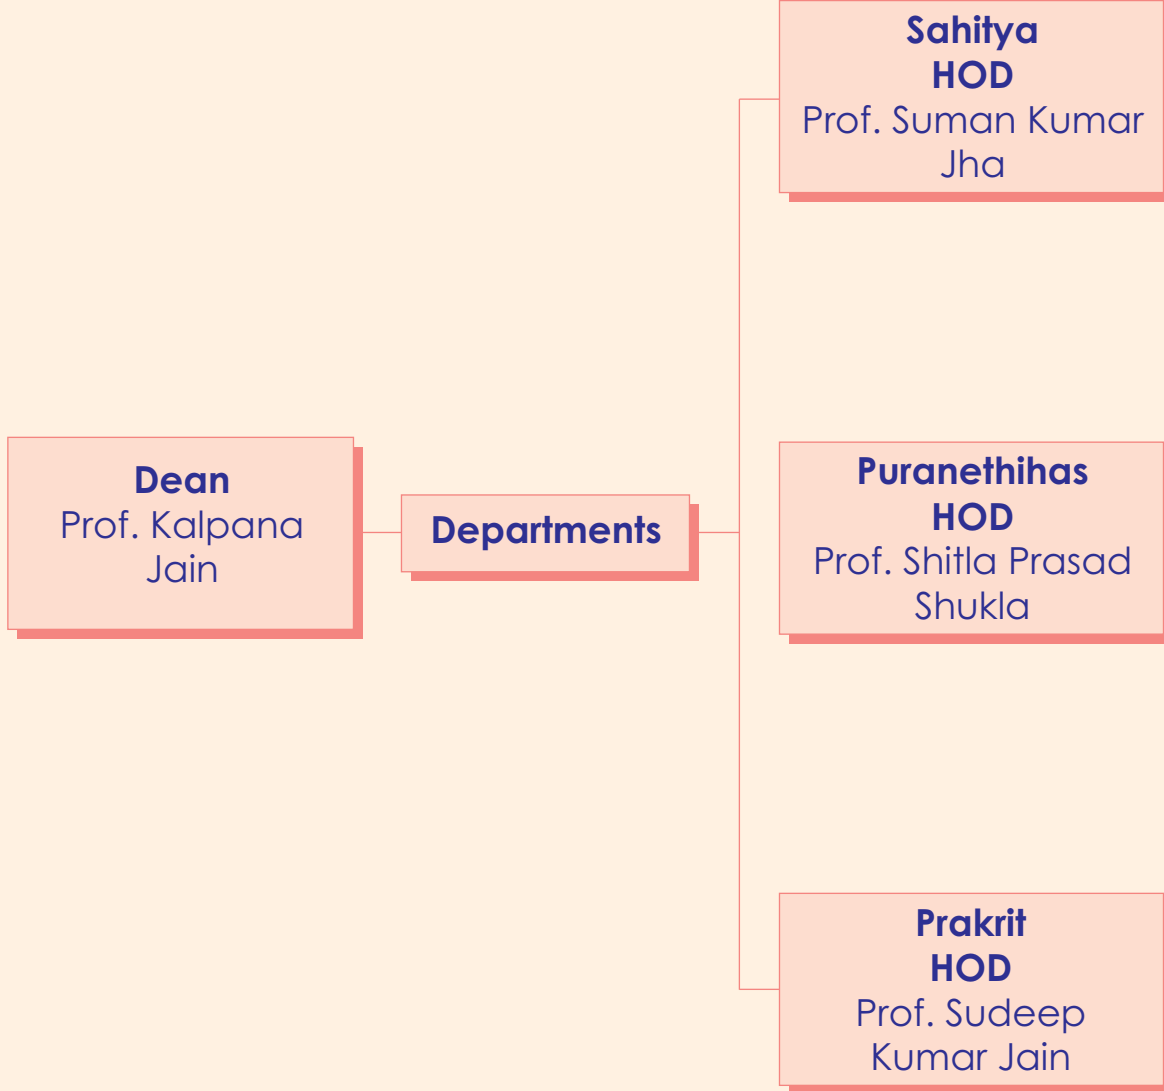 Dean
Prof. Kalpana
Jain
Departments
Sahitya
HOD
Prof. Suman Kumar
Jha
Puranethihas
HOD
Prof. Shitla Prasad
Shukla
Prakrit
HOD
Prof. Sudeep
Kumar Jain